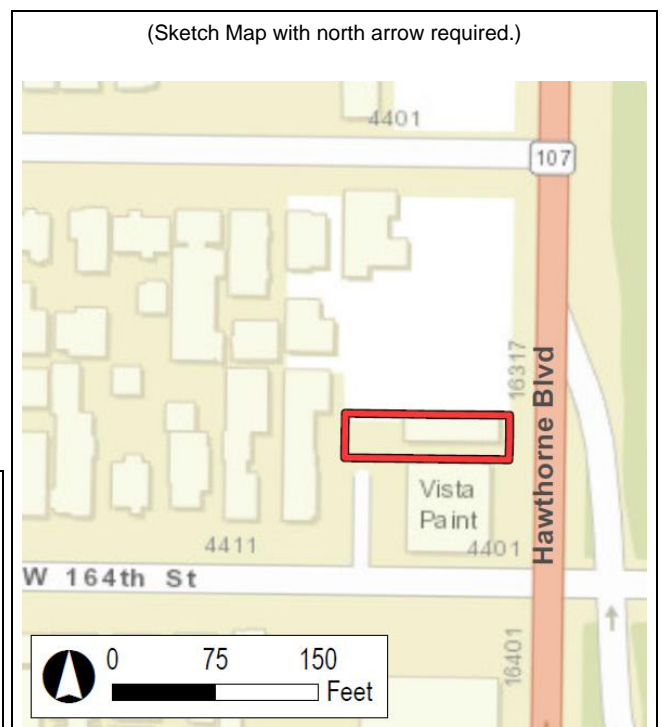 (Sketch Map with north arrow required.)
4401
107
16317
Hawthorne Blvd
Vista
Paint
4411
4401
W 164th St
16401
0 75 150
Feet